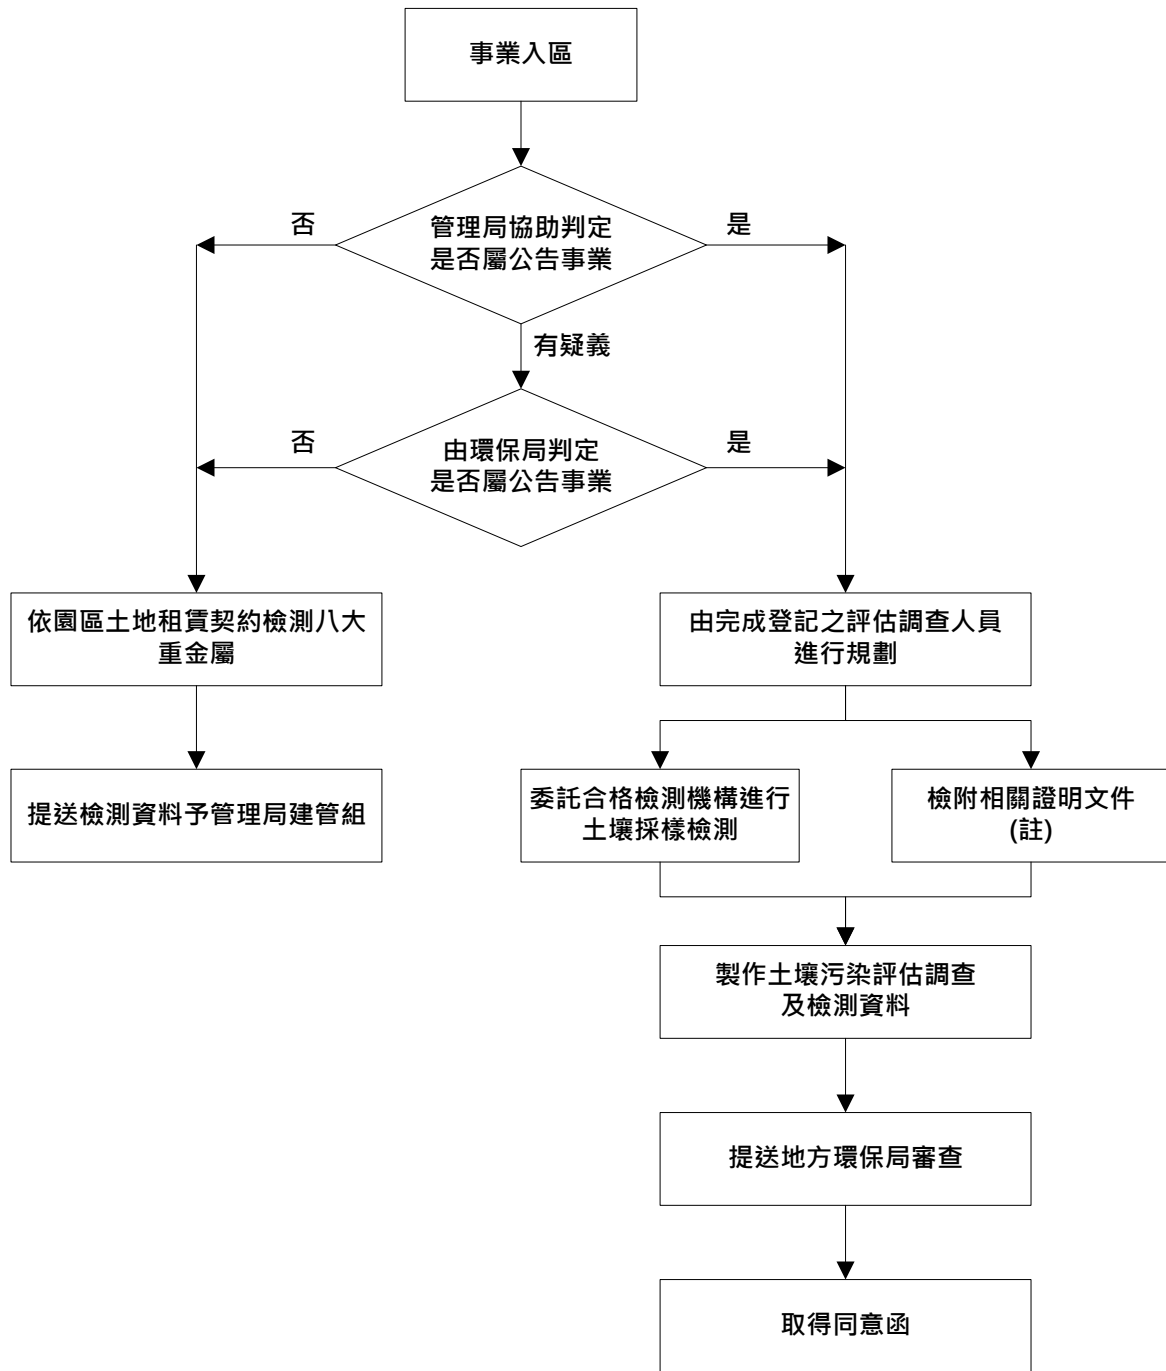 事業入區
管理局協助判定
是否屬公告事業
否
是
有疑義
由環保局判定
是否屬公告事業
否
是
依園區土地租賃契約檢測八大
重金屬
由完成登記之評估調查人員
進行規劃
提送檢測資料予管理局建管組
委託合格檢測機構進行
土壤採樣檢測
檢附相關證明文件
(註)
製作土壤污染評估調查
及檢測資料
提送地方環保局審查
取得同意函